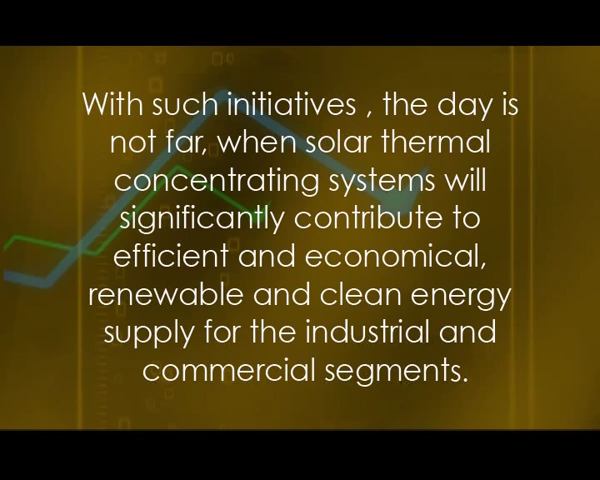 With such initiatives , the day is
not far, when solar thermal
concentrating systems will
significantly contribute to
efficient and economical,
renewable and clean energy
supply for the industrial and
commercial segments.